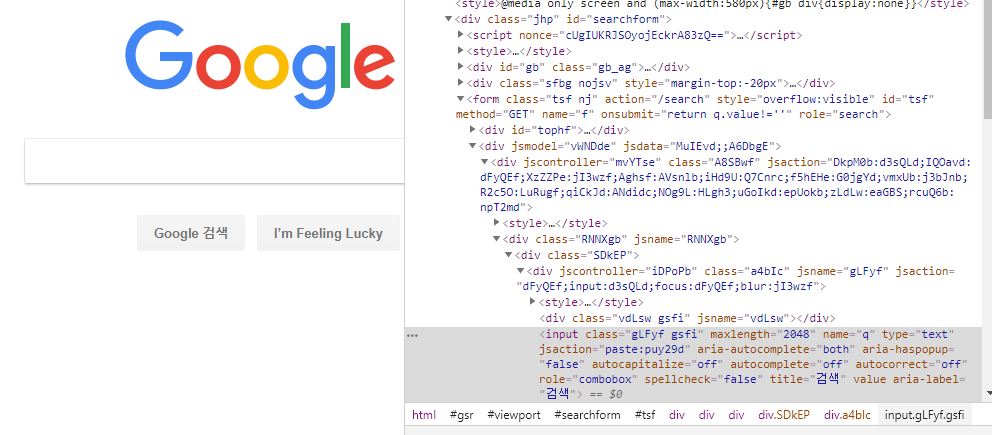 Google
Google 검색
I'm Feeling Lucky
<style>@media only screen and (max-width:580px){#gb div{display:none}}</style>
▼<div class="jhp" id="searchform">
▶<script nonce="cUgIUKRJSOyojEckrA83zQ==">…</script>
▶<style>…</style>
▶<div id="gb" class="gb_ag">…</div>
▶<div class="sfbg nojsv" style="margin-top:-20px">…</div>
▼<form class="tsf nj" action="/search" style="overflow:visible" id="tsf"
method="GET" name="f" onsubmit="return q.value!=''" role="search">
▶<div id="tophf">…</div>
▼<div jsmodel="vWNDde" jsdata="MuIEvd;;A6DbgE">
▼<div jscontroller="mvYTse" class="A8SBwf" jsaction="DkpM0b:d3sQLd;IQOavd:
dFyQEf;XzZZPe:jI3wzf;Aghsf:AVsnlb;iHd9U:Q7Cnrc;f5hEHe:G0jgYd;vmxUb:j3bJnb;
R2c5O:LuRugf;qiCkJd:ANdidc;NOg9L:HLgh3;uGoIkd:epUokb;zLdLw:eaGBS;rcuQ6b:
npT2md">
▶<style>…</style>
▼<div class="RNNXgb" jsname="RNNXgb">
▼<div class="SDkEP">
▼<div jscontroller="iDPoPb" class="a4bIc" jsname="gLFyf" jsaction=
"dFyQEf;input:d3sQLd;focus:dFyQEf;blur:jI3wzf">
▶<style>…</style>
<div class="vdLsw gsfi" jsname="vdLsw"></div>
… <input class="gLFyf gsfi" maxlength="2048" name="q" type="text"
jsaction="paste:puy29d" aria-autocomplete="both" aria-haspopup=
"false" autocapitalize="off" autocomplete="off" autocorrect="off"
role="combobox" spellcheck="false" title="검색" value aria-label=
"검색"> == $0
html #gsr #viewport #searchform #tsf div div div div.SDkEP div.a4bIc input.gLFyf.gsfi